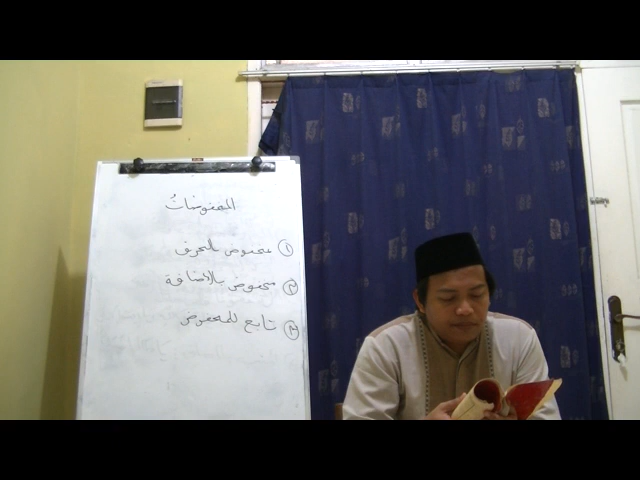 المخفوضاتُ
١ مخفوض بالحرف
٢ مخفوض بالاضافة
٣ تابع للمخفوض